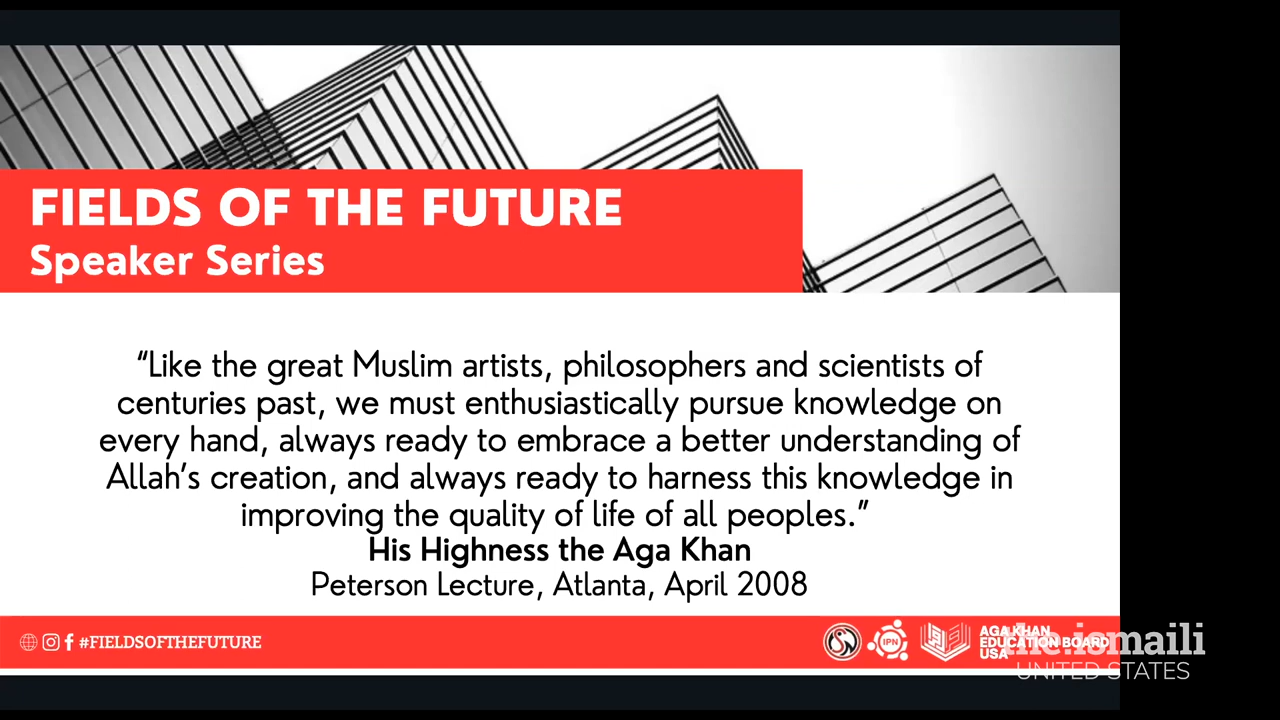 FIELDS OF THE FUTURE
Speaker Series
“Like the great Muslim artists, philosophers and scientists of
centuries past, we must enthusiastically pursue knowledge on
every hand, always ready to embrace a better understanding of
Allah’s creation, and always ready to harness this knowledge in
improving the quality of life of all peoples.”
His Highness the Aga Khan
Peterson Lecture, Atlanta, April 2008
#FIELDSOFTHEFUTURE
IPN
AGA KHAN
EDUCATION BOARD
USA
the.ismaili
UNITED STATES